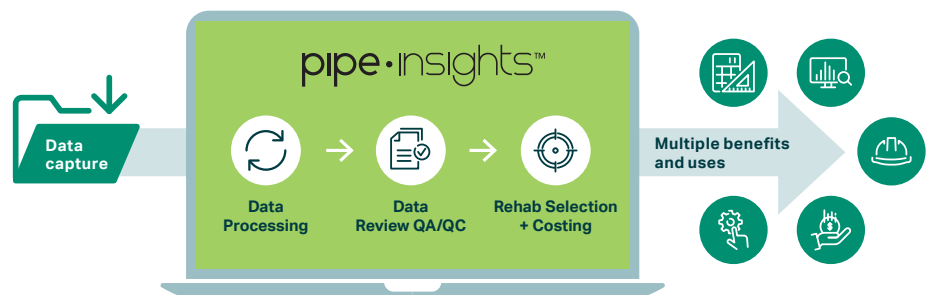 pipe·insights™
Data
capture
Data
Processing
Data
Review QA/QC
Rehab Selection
+ Costing
Multiple benefits
and uses
$